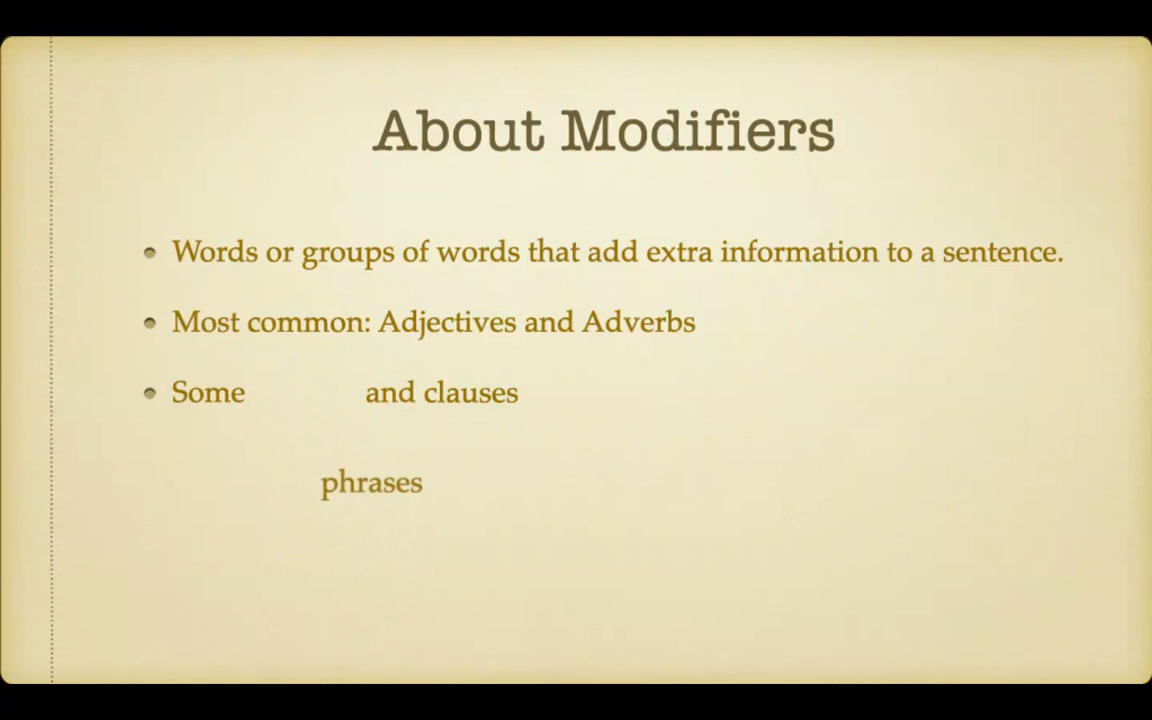 About Modifiers
Words or groups of words that add extra information to a sentence.
Most common: Adjectives and Adverbs
Some and clauses
phrases